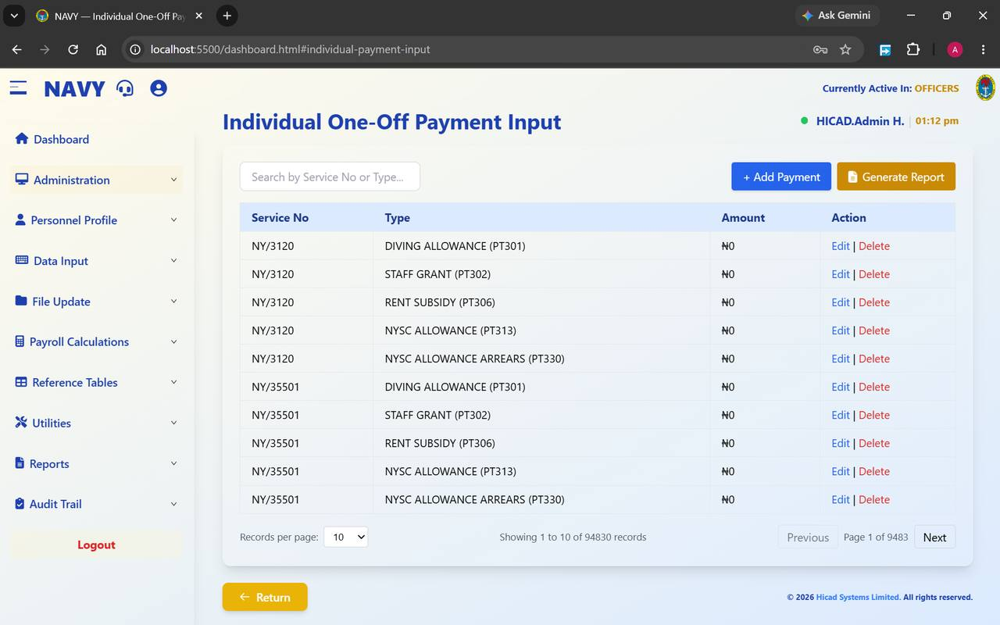 NAVY — Individual One-Off Pay
Ask Gemini
localhost:5500/dashboard.html#individual-payment-input
A
NAVY
Currently Active In: OFFICERS
Individual One-Off Payment Input
HICAD.Admin H. | 01:12 pm
Dashboard
Administration
Personnel Profile
Data Input
File Update
Payroll Calculations
Reference Tables
Utilities
Reports
Audit Trail
Logout
Search by Service No or Type...
+ Add Payment
Generate Report
Service No Type Amount Action
NY/3120 DIVING ALLOWANCE (PT301) ₦0 Edit | Delete
NY/3120 STAFF GRANT (PT302) ₦0 Edit | Delete
NY/3120 RENT SUBSIDY (PT306) ₦0 Edit | Delete
NY/3120 NYSC ALLOWANCE (PT313) ₦0 Edit | Delete
NY/3120 NYSC ALLOWANCE ARREARS (PT330) ₦0 Edit | Delete
NY/35501 DIVING ALLOWANCE (PT301) ₦0 Edit | Delete
NY/35501 STAFF GRANT (PT302) ₦0 Edit | Delete
NY/35501 RENT SUBSIDY (PT306) ₦0 Edit | Delete
NY/35501 NYSC ALLOWANCE (PT313) ₦0 Edit | Delete
NY/35501 NYSC ALLOWANCE ARREARS (PT330) ₦0 Edit | Delete
Records per page: 10
Showing 1 to 10 of 94830 records
Previous Page 1 of 9483 Next
← Return
© 2026 Hicad Systems Limited. All rights reserved.